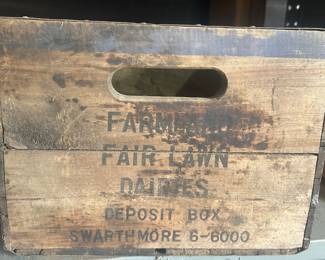 FARMLAND
FAIR LAWN
DAIRIES
DEPOSIT BOX
SWARTHMORE 6-6000